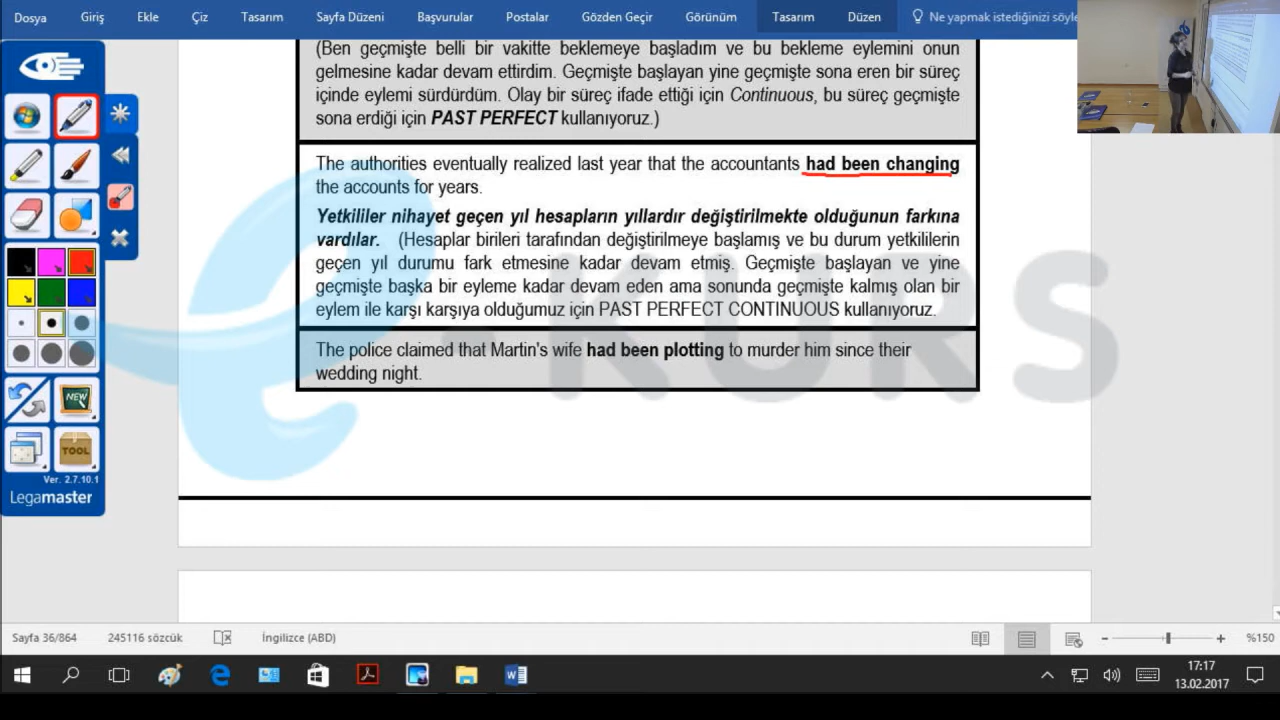 Dosya Giriş Ekle Çiz Tasarım Sayfa Düzeni Başvurular Postalar Gözden Geçir Görünüm Tasarım Düzen Ne yapmak istediğinizi söyle
(Ben geçmişte belli bir vakitte beklemeye başladım ve bu bekleme eylemini onun
gelmesine kadar devam ettirdim. Geçmişte başlayan yine geçmişte sona eren bir süreç
içinde eylemi sürdürdüm. Olay bir süreç ifade ettiği için Continuous, bu süreç geçmişte
sona erdiği için PAST PERFECT kullanıyoruz.)
The authorities eventually realized last year that the accountants had been changing
the accounts for years.
Yetkililer nihayet geçen yıl hesapların yıllardır değiştirilmekte olduğunun farkına
vardılar. (Hesaplar birileri tarafından değiştirilmeye başlamış ve bu durum yetkililerin
geçen yıl durumu fark etmesine kadar devam etmiş. Geçmişte başlayan ve yine
geçmişte başka bir eyleme kadar devam eden ama sonunda geçmişte kalmış olan bir
eylem ile karşı karşıya olduğumuz için PAST PERFECT CONTINUOUS kullanıyoruz.
The police claimed that Martin's wife had been plotting to murder him since their
wedding night.
e-KURS
NEW
TOOL
Ver. 2.7.10.1
Legamaster
Sayfa 36/864 245116 sözcük İngilizce (ABD) %150
17:17
13.02.2017